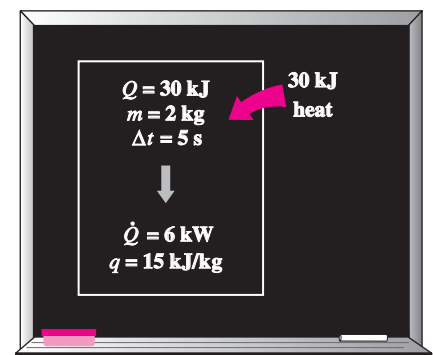 Q = 30 kJ
m = 2 kg
Δt = 5 s
30 kJ
heat
Q̇ = 6 kW
q = 15 kJ/kg